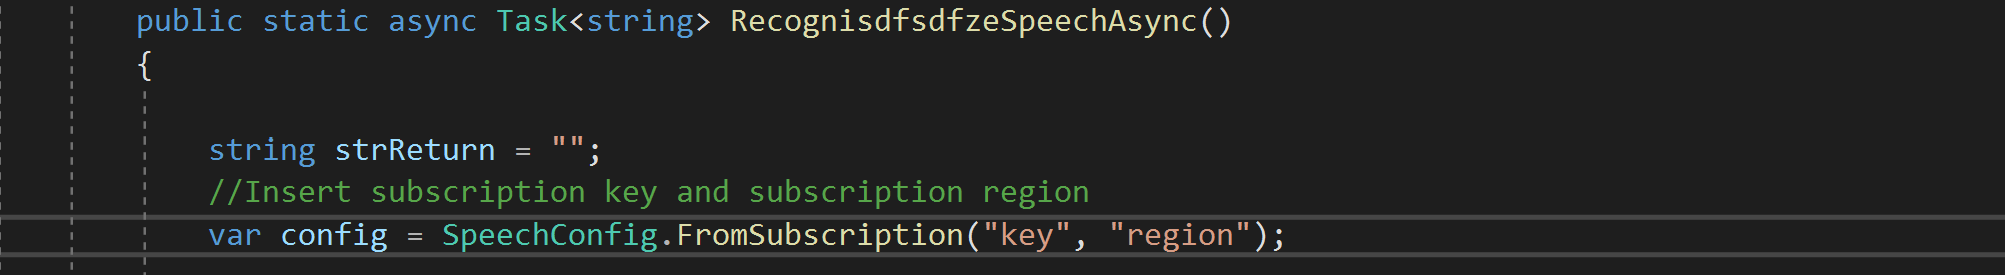 public static async Task<string> RecognisdfsdfzeSpeechAsync()
{
string strReturn = "";
//Insert subscription key and subscription region
var config = SpeechConfig.FromSubscription("key", "region");